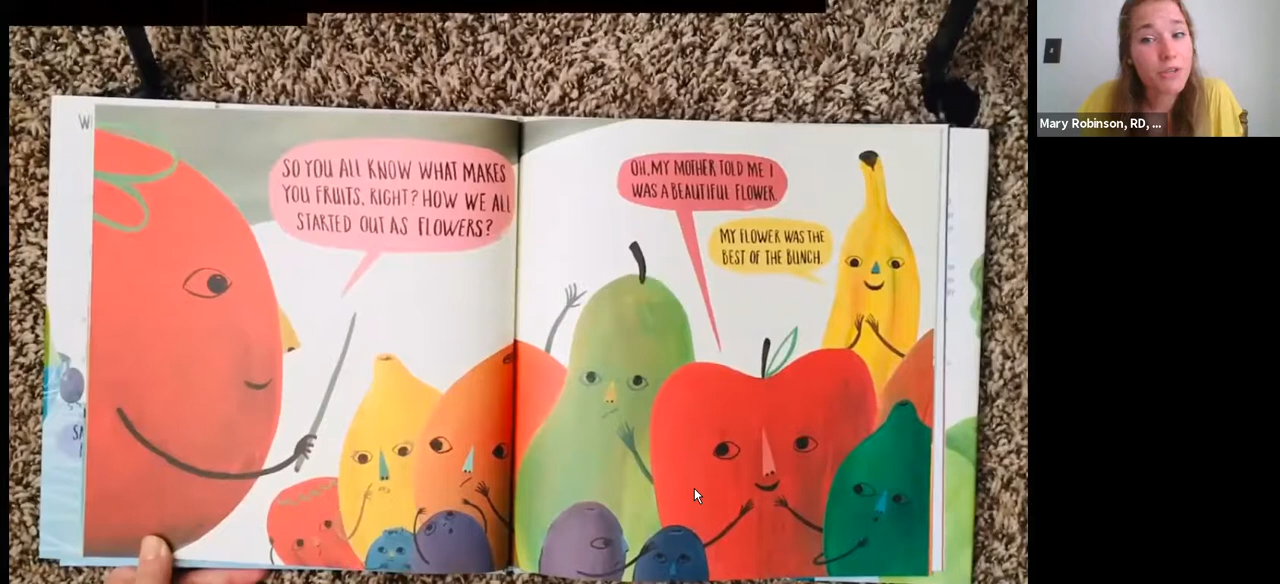 SO YOU ALL KNOW WHAT MAKES
YOU FRUITS, RIGHT? HOW WE ALL
STARTED OUT AS FLOWERS?
OH, MY MOTHER TOLD ME I
WAS A BEAUTIFUL FLOWER.
MY FLOWER WAS THE
BEST OF THE BUNCH.
Mary Robinson, RD, ...